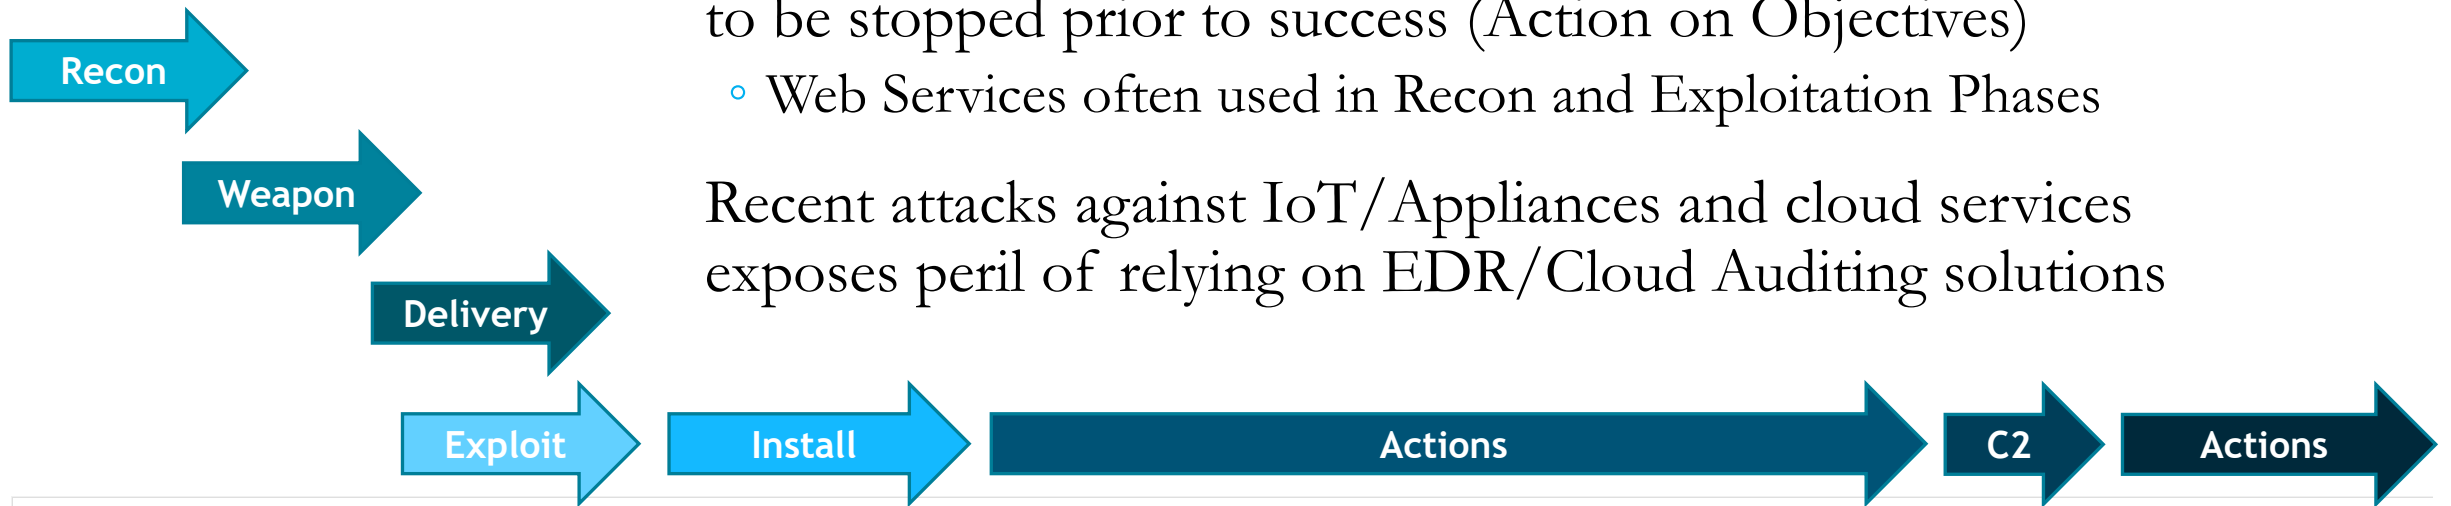 to be stopped prior to success (Action on Objectives)
Recon
◦ Web Services often used in Recon and Exploitation Phases
Weapon
Recent attacks against IoT/Appliances and cloud services
exposes peril of relying on EDR/Cloud Auditing solutions
Delivery
Exploit
Install
Actions
C2
Actions